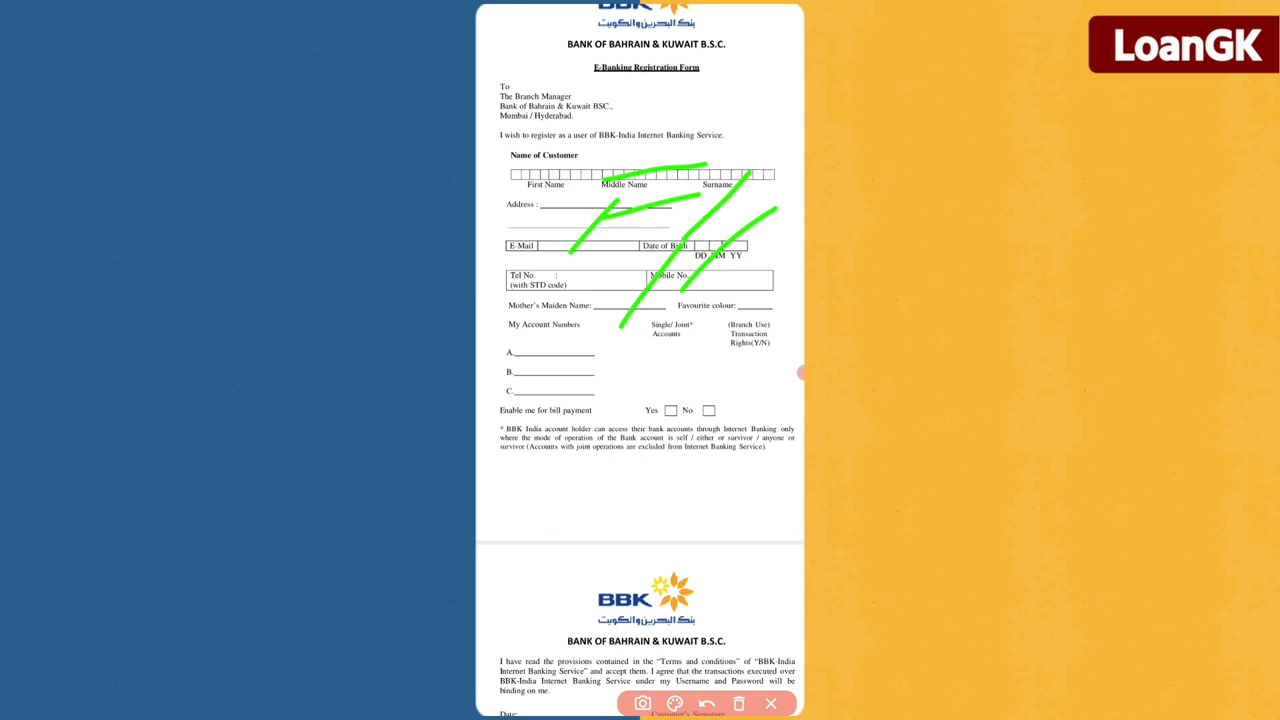 LoanGK
BBK
بنك البحرين والكويت
BANK OF BAHRAIN & KUWAIT B.S.C.
E-Banking Registration Form
To
The Branch Manager
Bank of Bahrain & Kuwait BSC.,
Mumbai / Hyderabad.
I wish to register as a user of BBK-India Internet Banking Service.
Name of Customer
First Name Middle Name Surname
Address :
E-Mail Date of Birth
DD MM YY
Tel No. : Mobile No.
(with STD code)
Mother's Maiden Name: Favourite colour:
My Account Numbers Single/ Joint* (Branch Use)
Accounts Transaction
Rights(Y/N)
A.
B.
C.
Enable me for bill payment Yes No
* BBK India account holder can access their bank accounts through Internet Banking only
where the mode of operation of the Bank account is self / either or survivor / anyone or
survivor (Accounts with joint operations are excluded from Internet Banking Service).
BBK
بنك البحرين والكويت
BANK OF BAHRAIN & KUWAIT B.S.C.
I have read the provisions contained in the “Terms and conditions” of “BBK-India
Internet Banking Service” and accept them. I agree that the transactions executed over
BBK-India Internet Banking Service under my Username and Password will be
binding on me.
Date: Customer's Signature